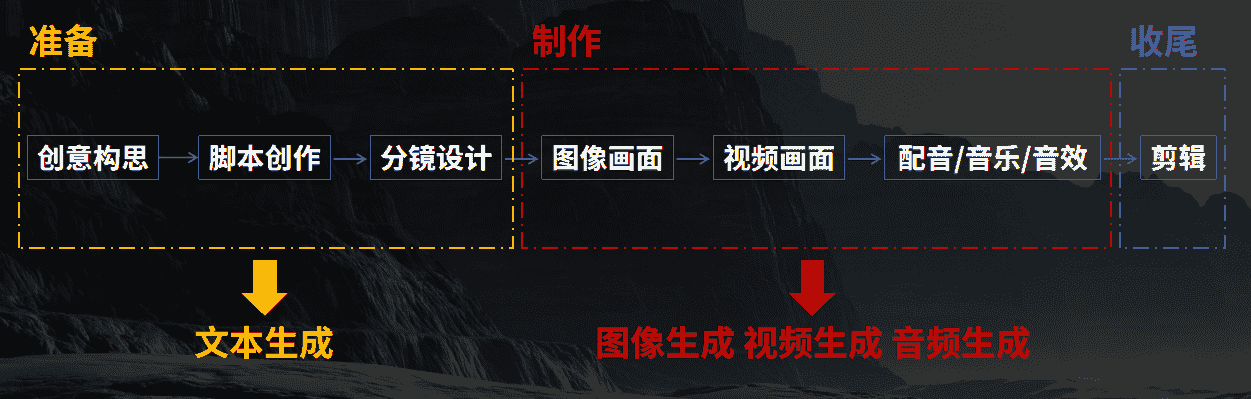 准备
制作
收尾
创意构思
脚本创作
分镜设计
图像画面
视频画面
配音/音乐/音效
剪辑
文本生成
图像生成 视频生成 音频生成